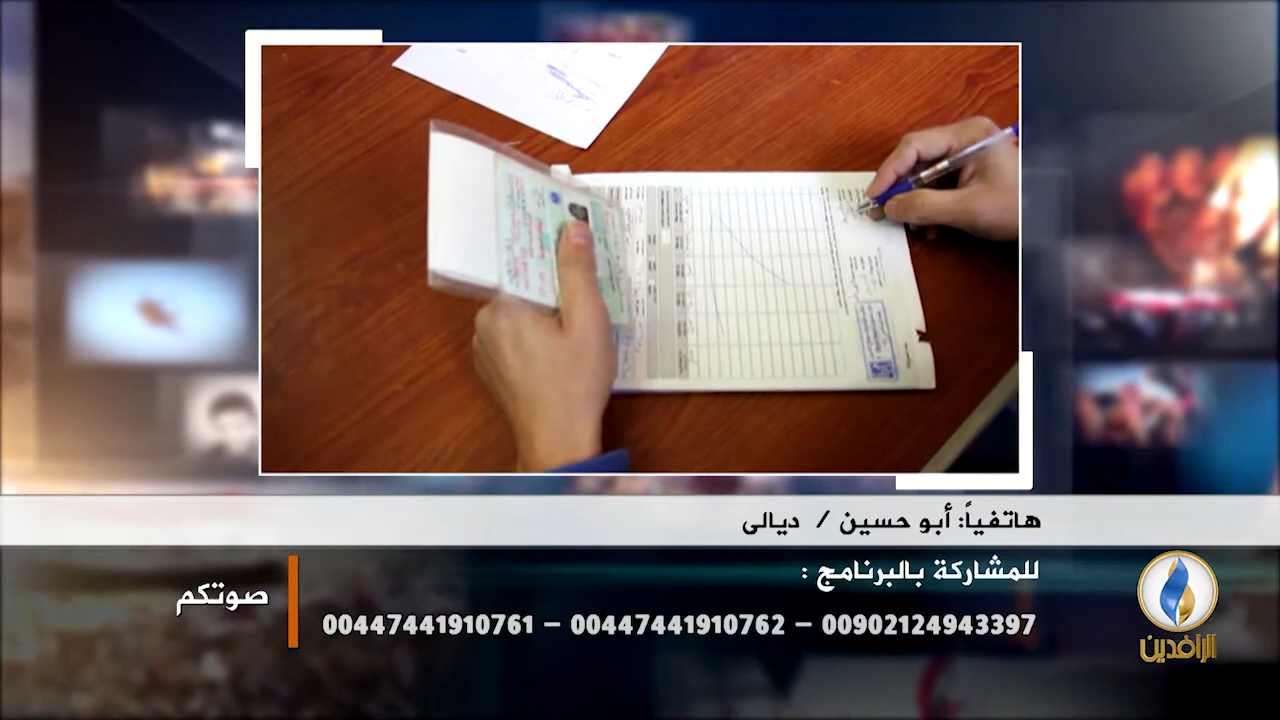 هاتفياً: أبو حسين / ديالى
للمشاركة بالبرنامج :
00447441910761 – 00447441910762 – 00902124943397
صوتكم
الرافدين